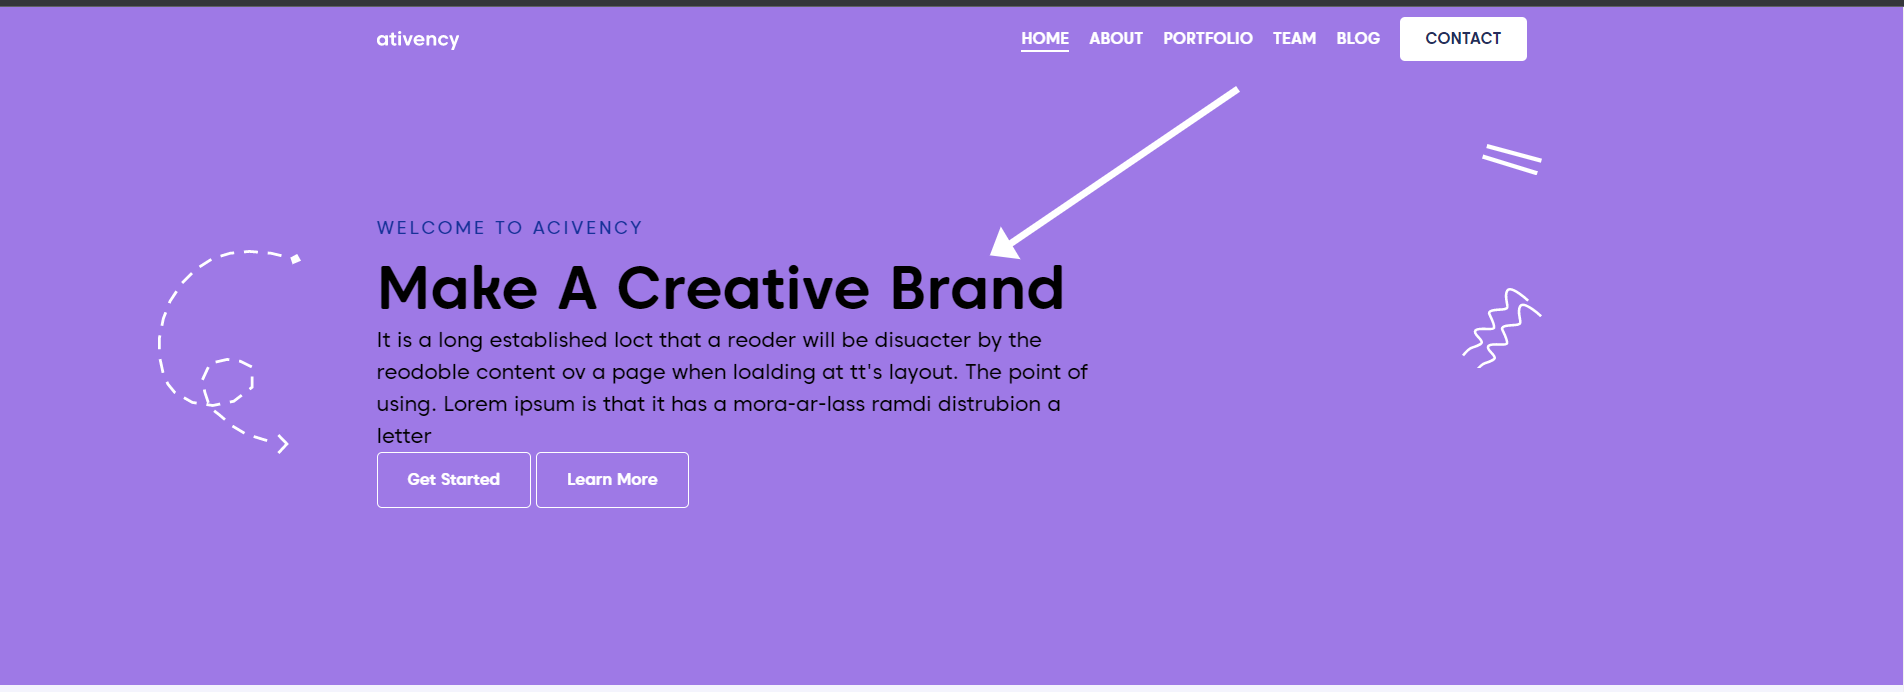 ativency
HOME ABOUT PORTFOLIO TEAM BLOG CONTACT
WELCOME TO ACIVENCY
Make A Creative Brand
It is a long established loct that a reoder will be disuacter by the
reodoble content ov a page when loalding at tt's layout. The point of
using. Lorem ipsum is that it has a mora-ar-lass ramdi distrubion a
letter
Get Started Learn More